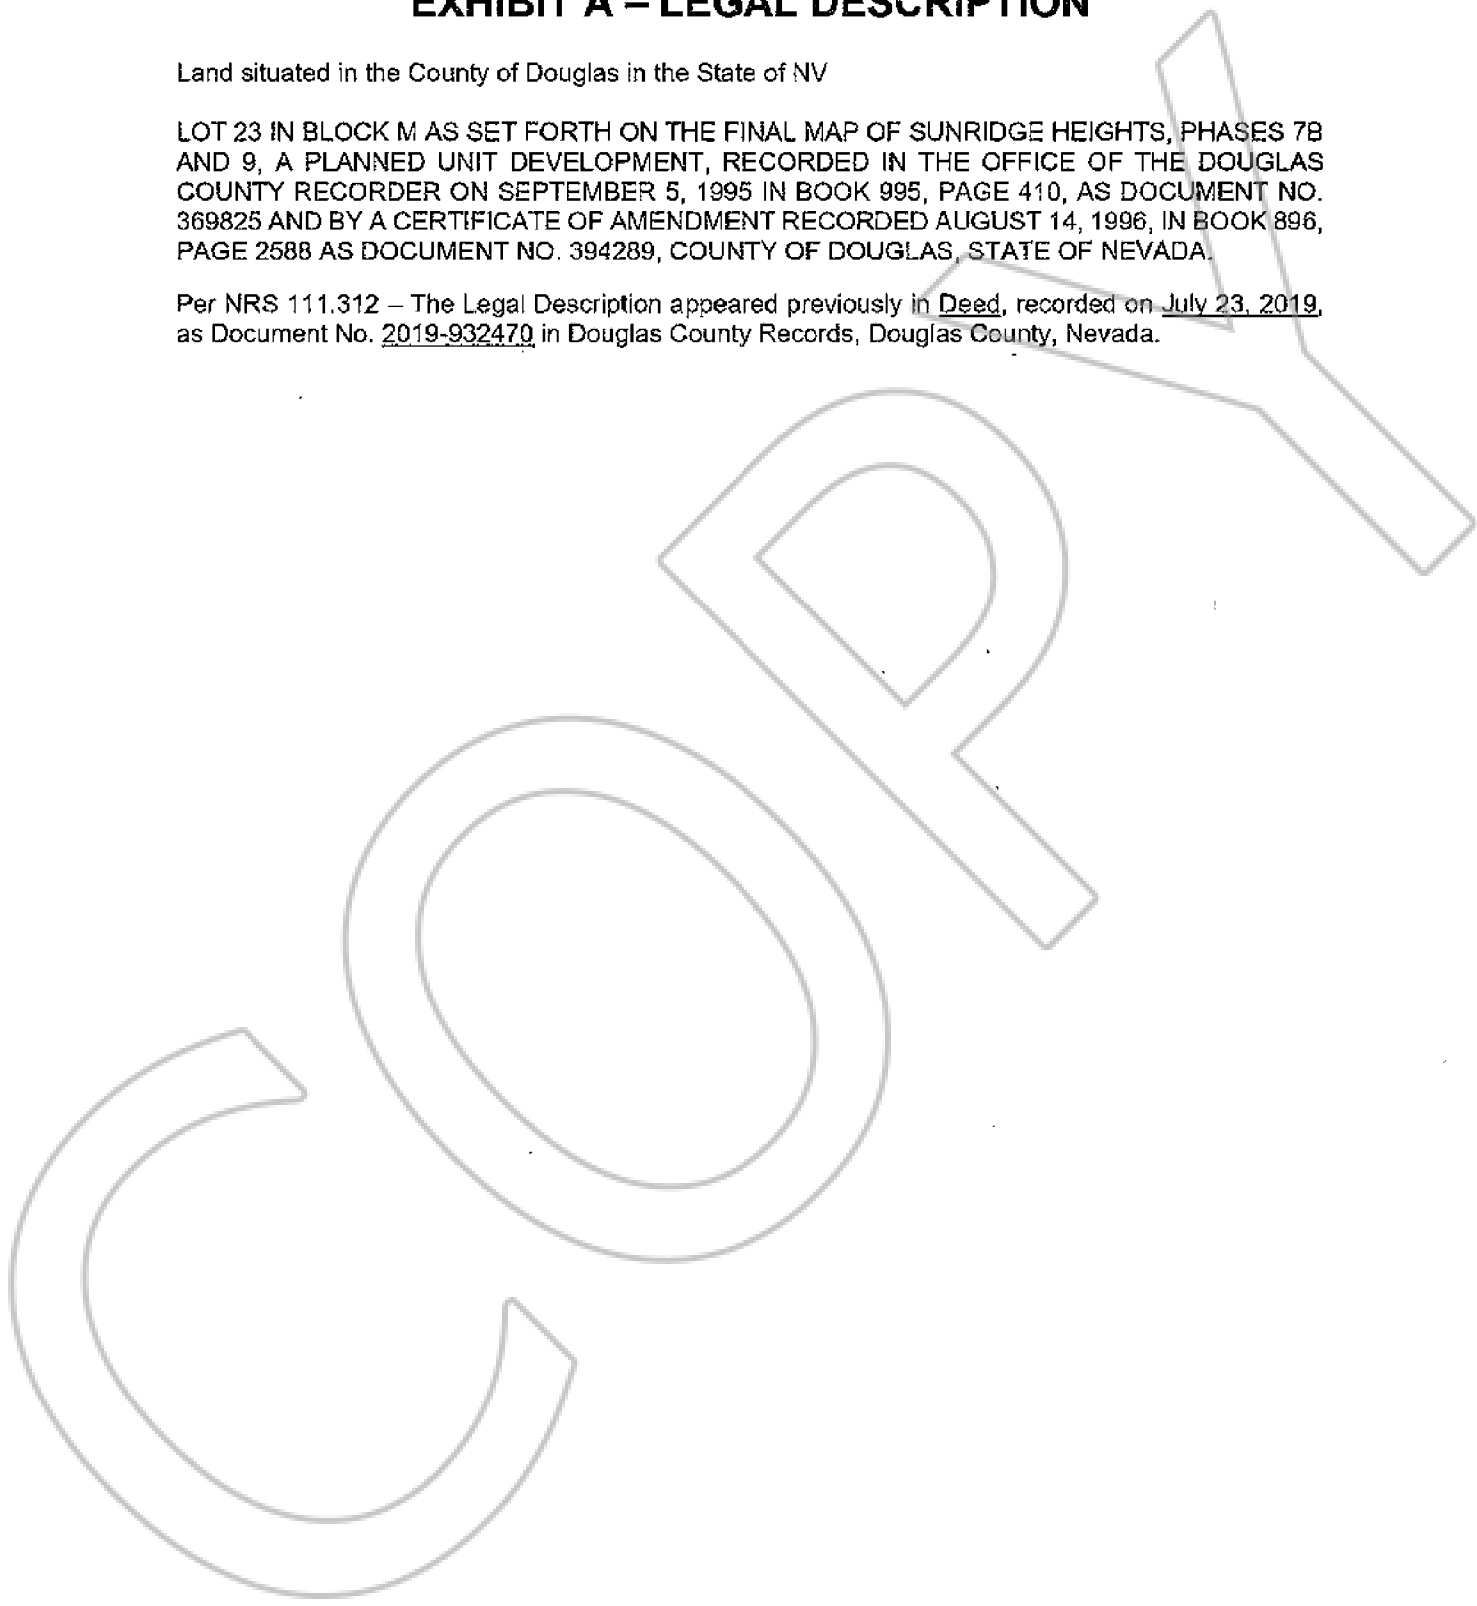 EXHIBIT A – LEGAL DESCRIPTION
Land situated in the County of Douglas in the State of NV
LOT 23 IN BLOCK M AS SET FORTH ON THE FINAL MAP OF SUNRIDGE HEIGHTS, PHASES 7B
AND 9, A PLANNED UNIT DEVELOPMENT, RECORDED IN THE OFFICE OF THE DOUGLAS
COUNTY RECORDER ON SEPTEMBER 5, 1995 IN BOOK 995, PAGE 410, AS DOCUMENT NO.
369825 AND BY A CERTIFICATE OF AMENDMENT RECORDED AUGUST 14, 1996, IN BOOK 896,
PAGE 2588 AS DOCUMENT NO. 394289, COUNTY OF DOUGLAS, STATE OF NEVADA.
Per NRS 111.312 – The Legal Description appeared previously in Deed, recorded on July 23, 2019,
as Document No. 2019-932470 in Douglas County Records, Douglas County, Nevada.
COPY